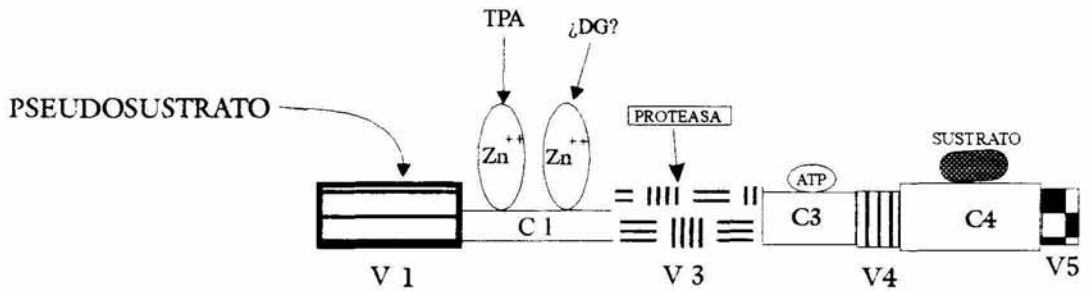 TPA
¿DG?
PSEUDOSUSTRATO
Zn++
Zn++
PROTEASA
SUSTRATO
ATP
C 1
C3
C4
V 1
V 3
V4
V5